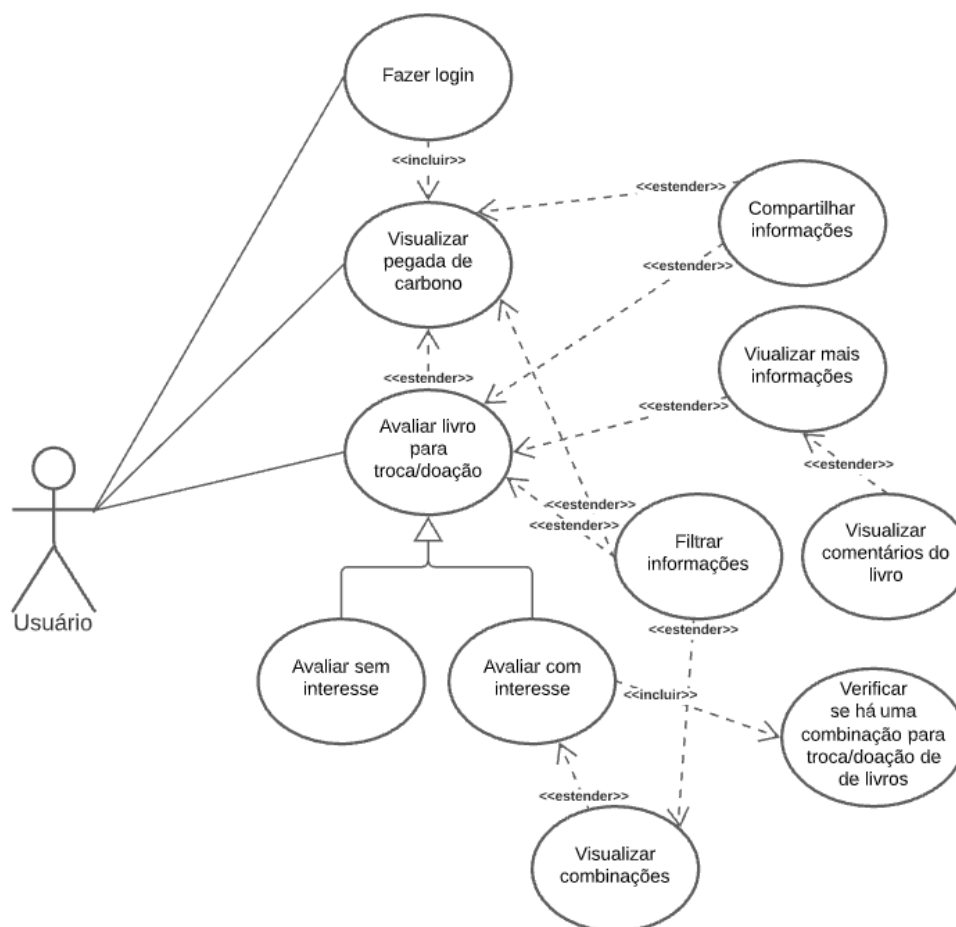 Fazer login
<<incluir>>
<<estender>>
Compartilhar
informações
Visualizar
pegada de
carbono
<<estender>>
Viualizar mais
informações
<<estender>>
<<estender>>
Avaliar livro
para
troca/doação
<<estender>>
<<estender>>
<<estender>>
Filtrar
informações
Visualizar
comentários do
livro
Usuário
<<estender>>
Avaliar sem
interesse
Avaliar com
interesse
<<incluir>>
Verificar
se há uma
combinação para
troca/doação de
de livros
<<estender>>
Visualizar
combinações